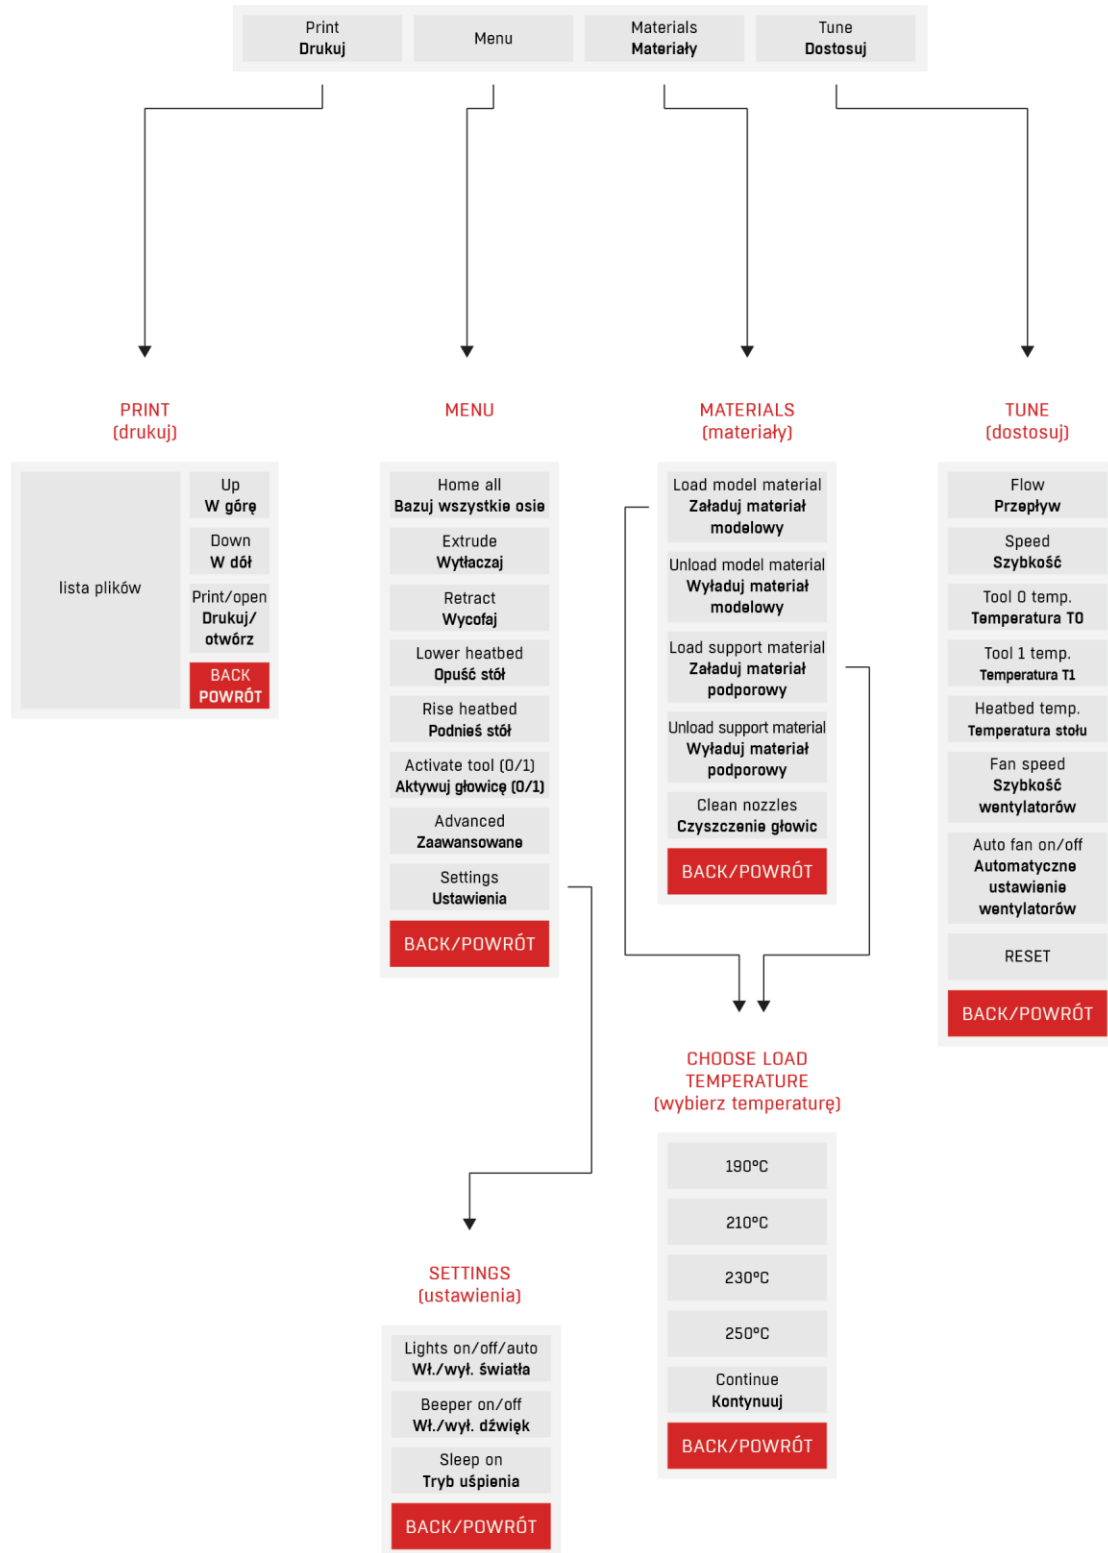 Print
Drukuj
Menu
Materials
Materiały
Tune
Dostosuj
PRINT
(drukuj)
lista plików
Up
W górę
Down
W dół
Print/open
Drukuj/
otwórz
BACK
POWRÓT
MENU
Home all
Bazuj wszystkie osie
Extrude
Wytłaczaj
Retract
Wycofaj
Lower heatbed
Opuść stół
Rise heatbed
Podnieś stół
Activate tool (0/1)
Aktywuj głowicę (0/1)
Advanced
Zaawansowane
Settings
Ustawienia
BACK/POWRÓT
MATERIALS
(materiały)
Load model material
Załaduj materiał
modelowy
Unload model material
Wyładuj materiał
modelowy
Load support material
Załaduj materiał
podporowy
Unload support material
Wyładuj materiał
podporowy
Clean nozzles
Czyszczenie głowic
BACK/POWRÓT
TUNE
(dostosuj)
Flow
Przepływ
Speed
Szybkość
Tool 0 temp.
Temperatura T0
Tool 1 temp.
Temperatura T1
Heatbed temp.
Temperatura stołu
Fan speed
Szybkość
wentylatorów
Auto fan on/off
Automatyczne
ustawienie
wentylatorów
RESET
BACK/POWRÓT
CHOOSE LOAD
TEMPERATURE
(wybierz temperaturę)
190ºC
210ºC
230ºC
250ºC
Continue
Kontynuuj
BACK/POWRÓT
SETTINGS
(ustawienia)
Lights on/off/auto
Wł./wył. światła
Beeper on/off
Wł./wył. dźwięk
Sleep on
Tryb uśpienia
BACK/POWRÓT